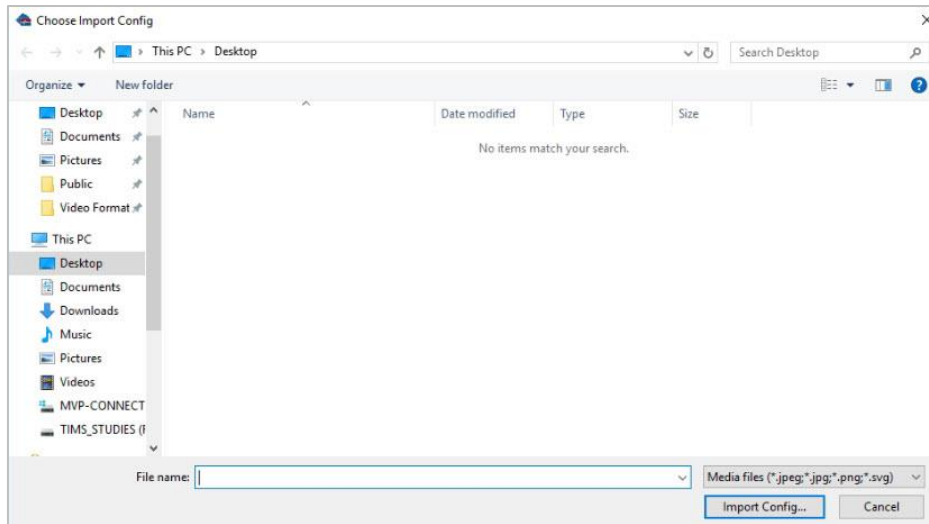 Choose Import Config
This PC > Desktop
Search Desktop
Organize
New folder
Name
Date modified
Type
Size
No items match your search.
Desktop
Documents
Pictures
Public
Video Format
This PC
Desktop
Documents
Downloads
Music
Pictures
Videos
MVP-CONNECT
TIMS_STUDIES (F
File name:
Media files (*.jpeg;*.jpg;*.png;*.svg)
Import Config...
Cancel